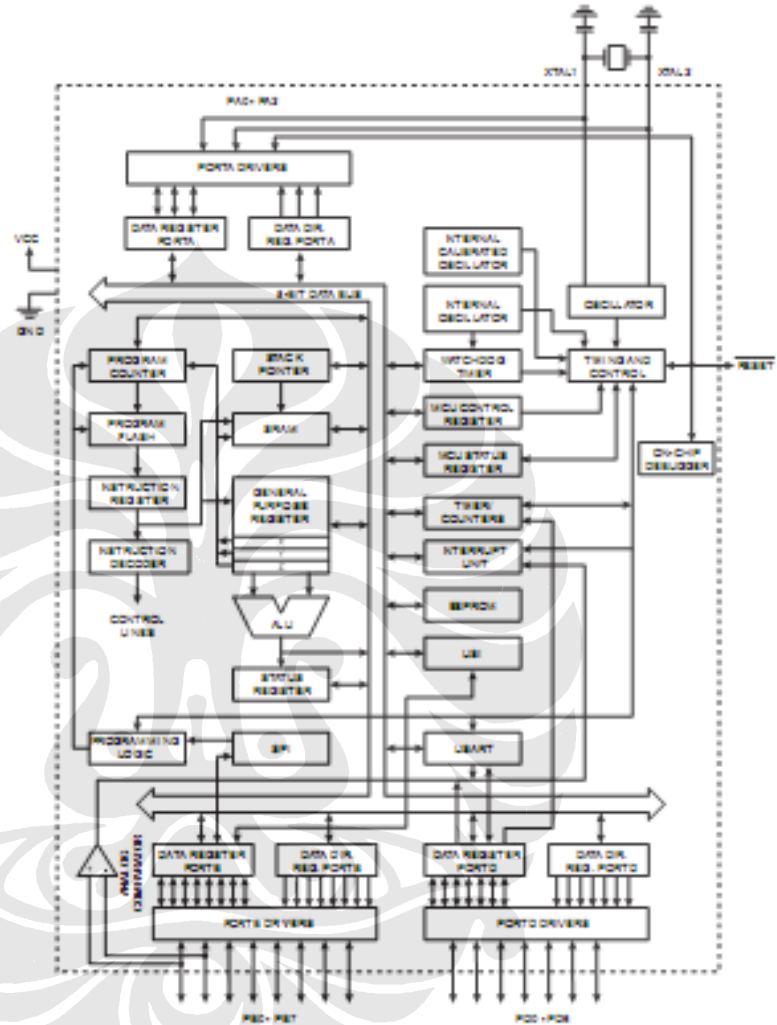 XTAL1
XTAL2
PA0 - PA2
PORTA DRIVERS
DATA REGISTER
PORTA
DATA DIR.
REG. PORTA
VCC
GND
8-BIT DATA BUS
INTERNAL
CALIBRATED
OSCILLATOR
INTERNAL
OSCILLATOR
OSCILLATOR
PROGRAM
COUNTER
STACK
POINTER
WATCHDOG
TIMER
TIMING AND
CONTROL
RESET
PROGRAM
FLASH
SRAM
MCU CONTROL
REGISTER
MCU STATUS
REGISTER
ON-CHIP
DEBUGGER
INSTRUCTION
REGISTER
GENERAL
PURPOSE
REGISTER
TIMER/
COUNTERS
INSTRUCTION
DECODER
INTERRUPT
UNIT
CONTROL
LINES
ALU
EEPROM
USI
STATUS
REGISTER
PROGRAMMING
LOGIC
SPI
USART
ANALOG
COMPARATOR
DATA REGISTER
PORTB
DATA DIR.
REG. PORTB
DATA REGISTER
PORTD
DATA DIR.
REG. PORTD
PORTB DRIVERS
PORTD DRIVERS
PB0 - PB7
PD0 - PD6